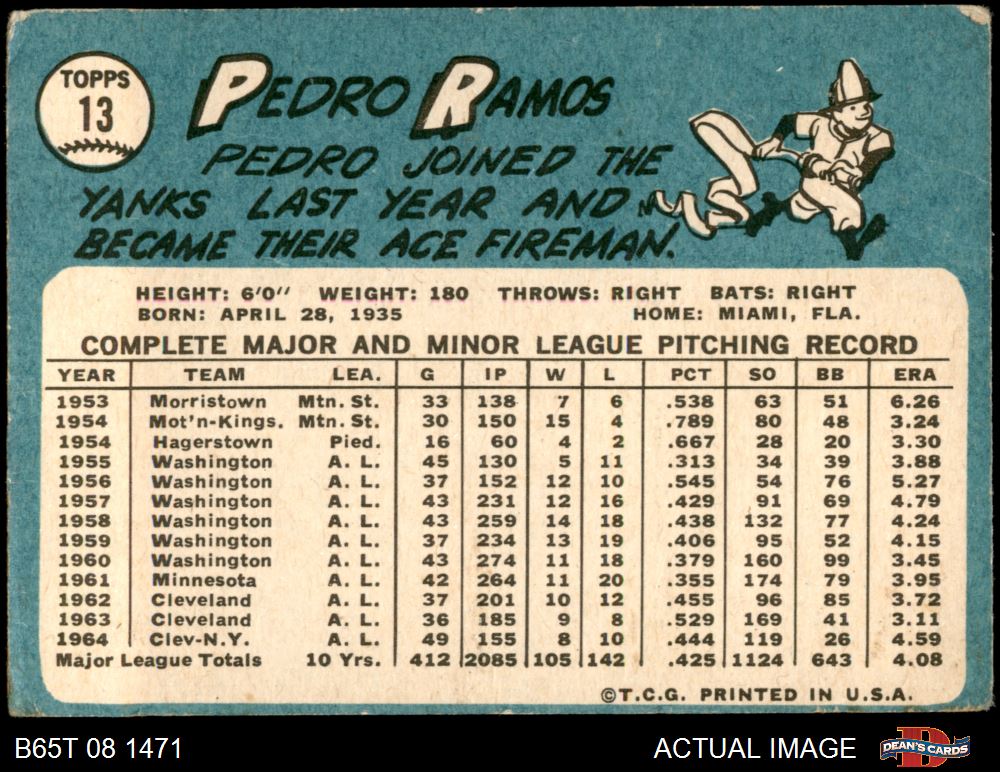 TOPPS
13
PEDRO RAMOS
PEDRO JOINED THE
YANKS LAST YEAR AND
BECAME THEIR ACE FIREMAN.
HEIGHT: 6'0" WEIGHT: 180 THROWS: RIGHT BATS: RIGHT
BORN: APRIL 28, 1935 HOME: MIAMI, FLA.
COMPLETE MAJOR AND MINOR LEAGUE PITCHING RECORD
YEAR TEAM LEA. G IP W L PCT SO BB ERA
1953 Morristown Mtn. St. 33 138 7 6 .538 63 51 6.26
1954 Mot'n-Kings. Mtn. St. 30 150 15 4 .789 80 48 3.24
1954 Hagerstown Pied. 16 60 4 2 .667 28 20 3.30
1955 Washington A. L. 45 130 5 11 .313 34 39 3.88
1956 Washington A. L. 37 152 12 10 .545 54 76 5.27
1957 Washington A. L. 43 231 12 16 .429 91 69 4.79
1958 Washington A. L. 43 259 14 18 .438 132 77 4.24
1959 Washington A. L. 37 234 13 19 .406 95 52 4.15
1960 Washington A. L. 43 274 11 18 .379 160 99 3.45
1961 Minnesota A. L. 42 264 11 20 .355 174 79 3.95
1962 Cleveland A. L. 37 201 10 12 .455 96 85 3.72
1963 Cleveland A. L. 36 185 9 8 .529 169 41 3.11
1964 Clev-N.Y. A. L. 49 155 8 10 .444 119 26 4.59
Major League Totals 10 Yrs. 412 2085 105 142 .425 1124 643 4.08
©T.C.G. PRINTED IN U.S.A.
B65T 08 1471 ACTUAL IMAGE DEAN'S CARDS